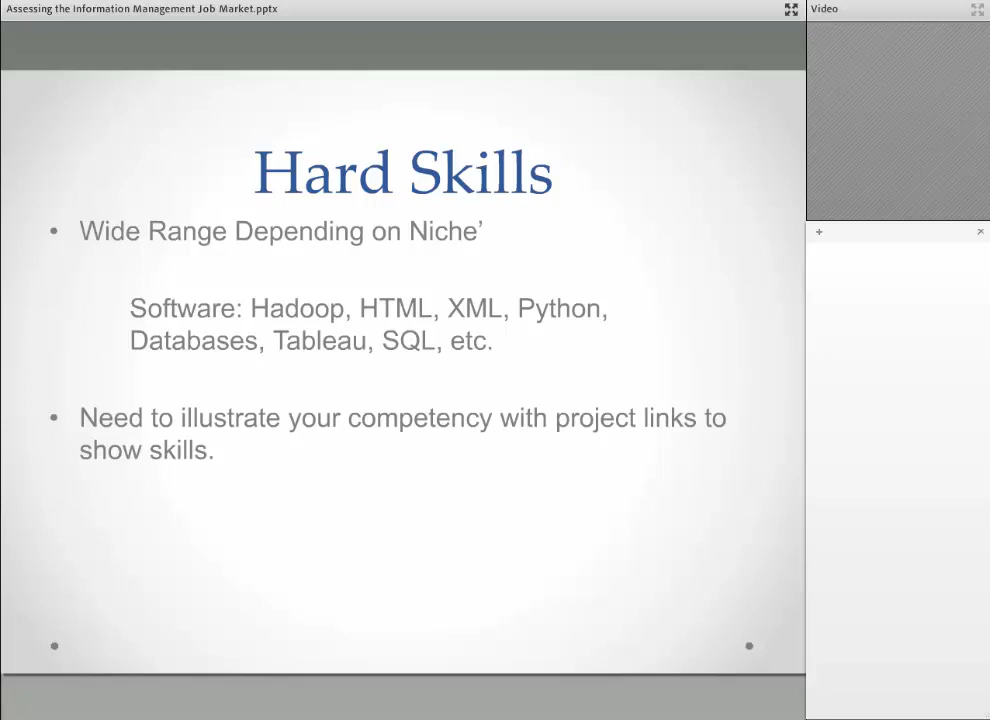 Assessing the Information Management Job Market.pptx
Video
Hard Skills
• Wide Range Depending on Niche’
Software: Hadoop, HTML, XML, Python,
Databases, Tableau, SQL, etc.
• Need to illustrate your competency with project links to
show skills.